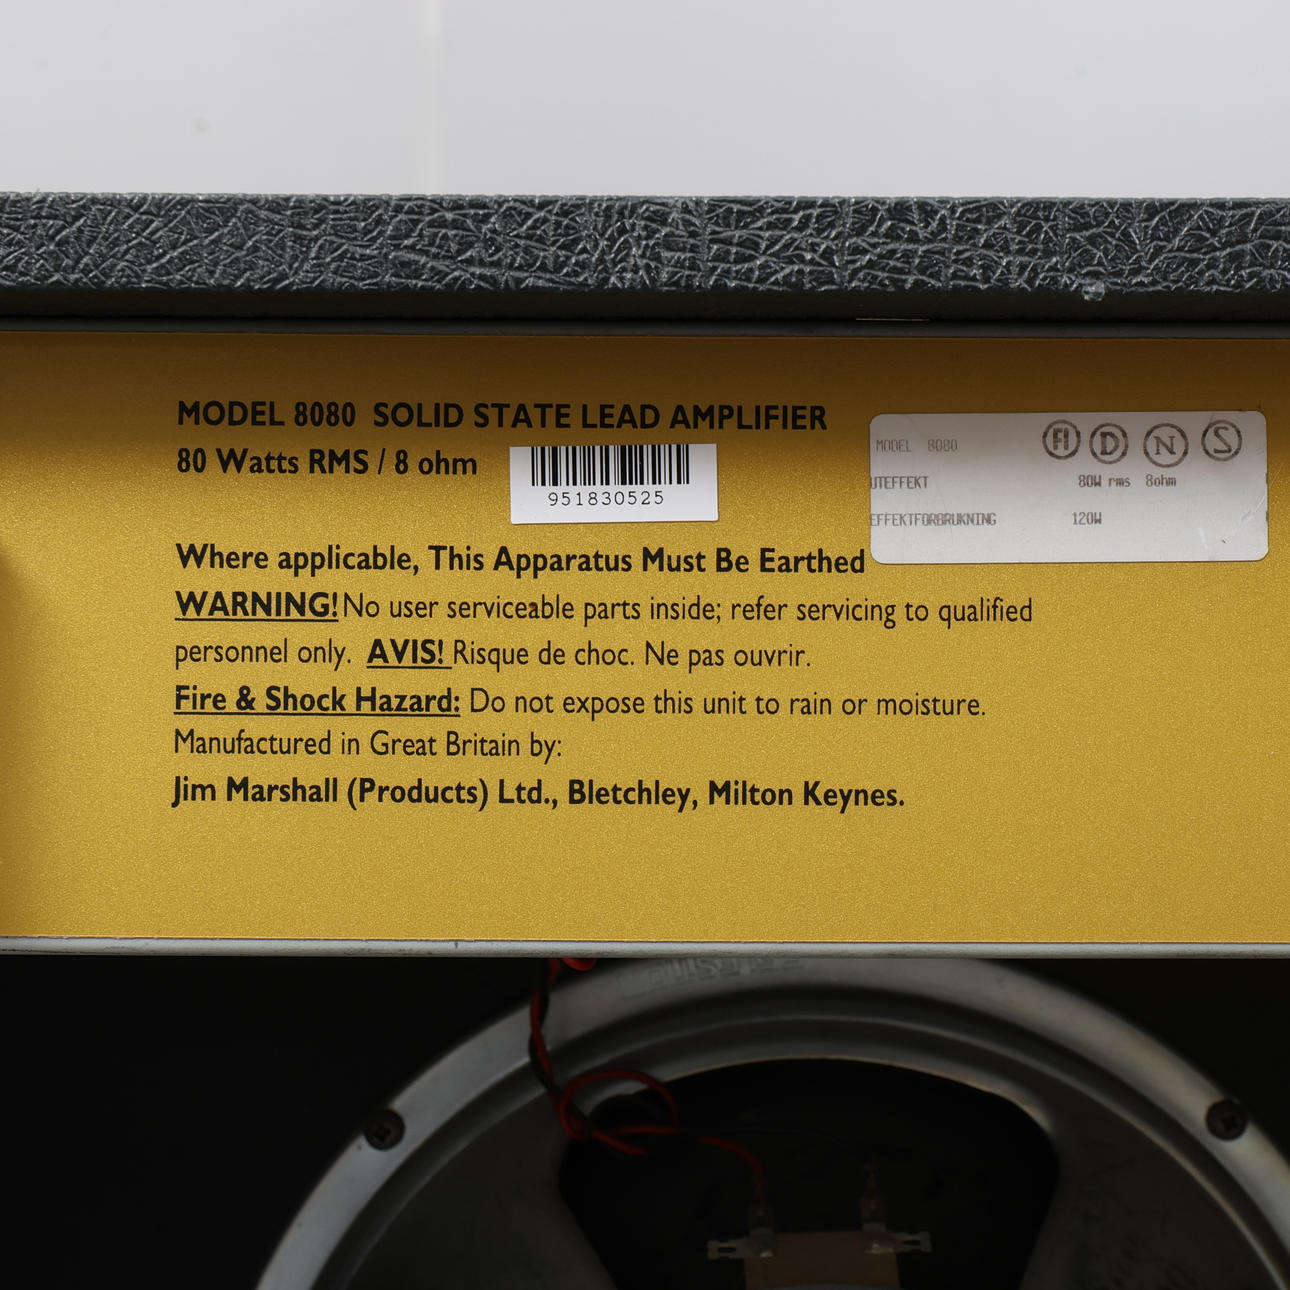 MODEL 8080 SOLID STATE LEAD AMPLIFIER
80 Watts RMS / 8 ohm
951830525
MODEL 8080
FI D N S
UTEFFEKT 80W rms 8ohm
EFFEKTFORBRUKNING 120W
Where applicable, This Apparatus Must Be Earthed
WARNING! No user serviceable parts inside; refer servicing to qualified
personnel only. AVIS! Risque de choc. Ne pas ouvrir.
Fire & Shock Hazard: Do not expose this unit to rain or moisture.
Manufactured in Great Britain by:
Jim Marshall (Products) Ltd., Bletchley, Milton Keynes.